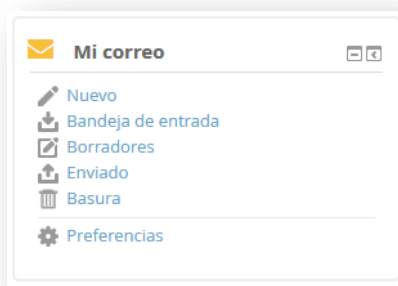 Mi correo
Nuevo
Bandeja de entrada
Borradores
Enviado
Basura
Preferencias